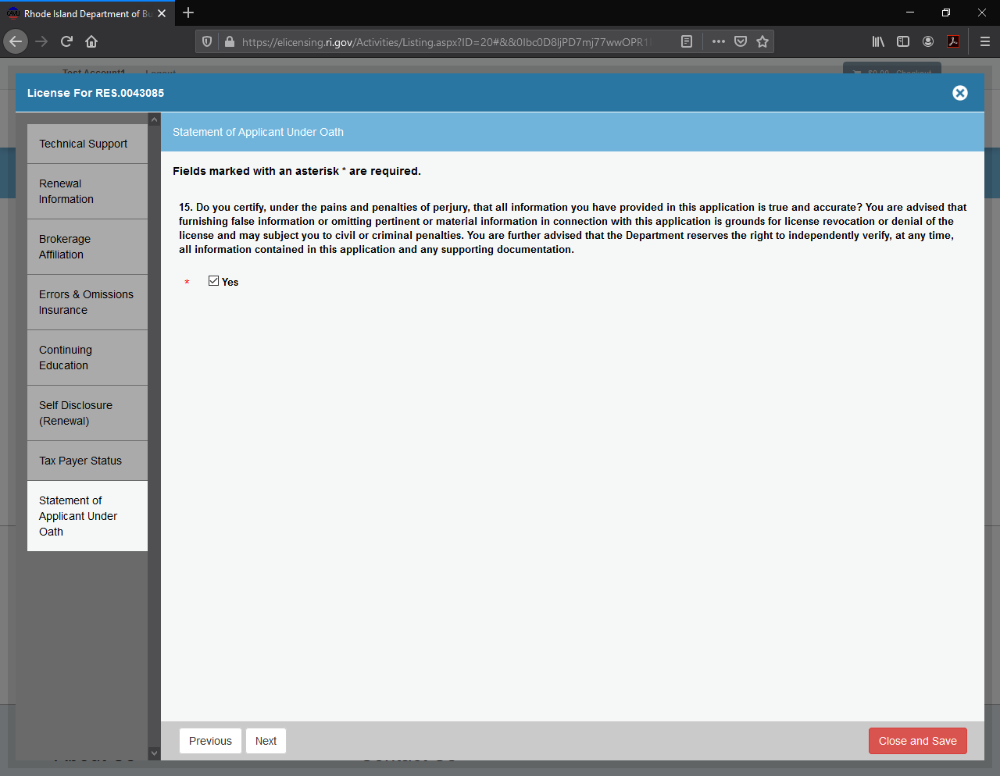 Rhode Island Department of Bu
https://elicensing.ri.gov/Activities/Listing.aspx?ID=20#&&0Ibc0D8ljPD7mj77wwOPR1
Test Account1 Logout $0.00 Checkout
License For RES.0043085
Technical Support
Renewal
Information
Brokerage
Affiliation
Errors & Omissions
Insurance
Continuing
Education
Self Disclosure
(Renewal)
Tax Payer Status
Statement of
Applicant Under
Oath
Statement of Applicant Under Oath
Fields marked with an asterisk * are required.
15. Do you certify, under the pains and penalties of perjury, that all information you have provided in this application is true and accurate? You are advised that
furnishing false information or omitting pertinent or material information in connection with this application is grounds for license revocation or denial of the
license and may subject you to civil or criminal penalties. You are further advised that the Department reserves the right to independently verify, at any time,
all information contained in this application and any supporting documentation.
* Yes
Previous Next Close and Save
About Us Contact Us